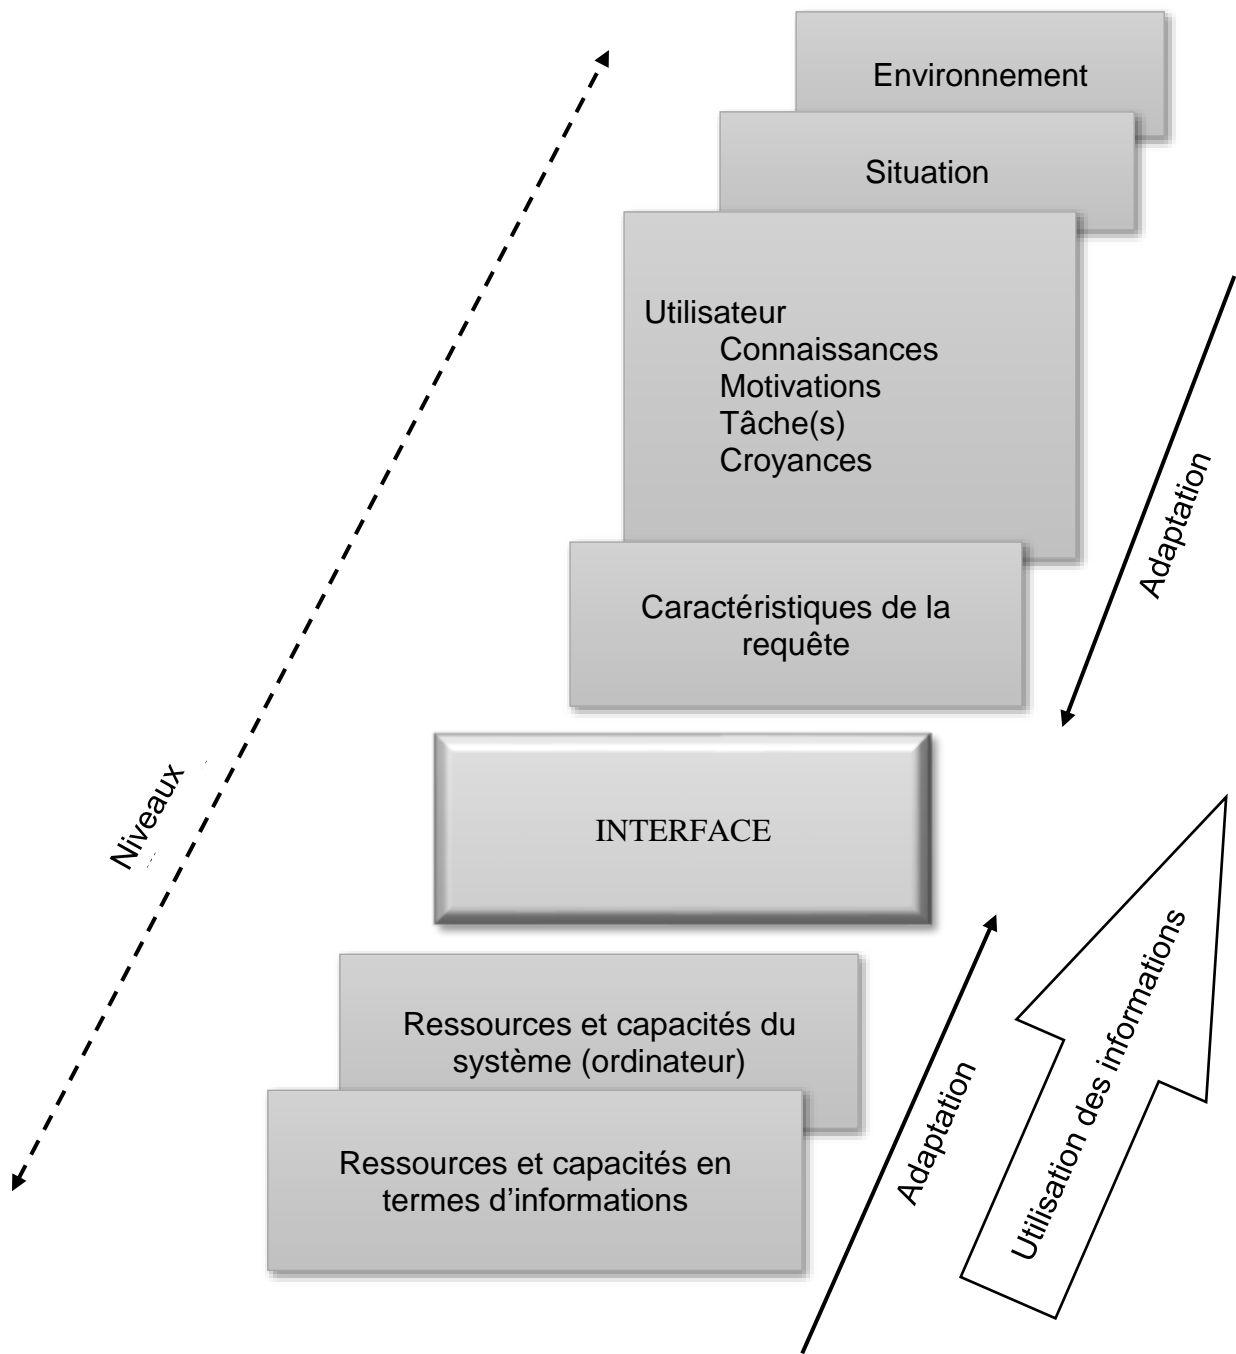 Environnement
Situation
Utilisateur
Connaissances
Motivations
Tâche(s)
Croyances
Adaptation
Caractéristiques de la
requête
Niveaux
INTERFACE
Ressources et capacités du
système (ordinateur)
Adaptation
Utilisation des informations
Ressources et capacités en
termes d’informations